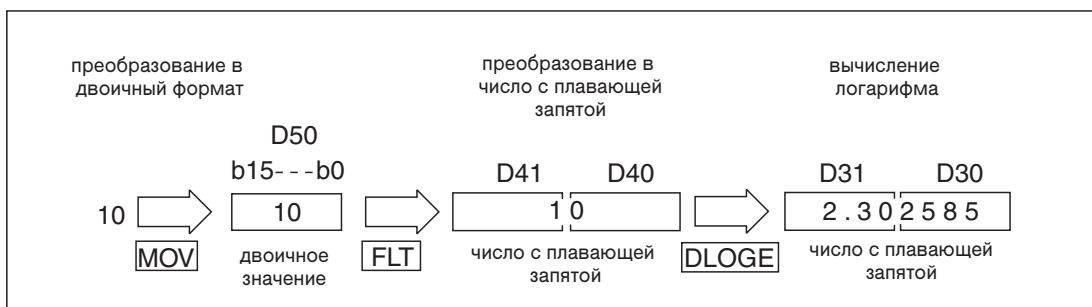 преобразование в
двоичный формат
преобразование в
число с плавающей
запятой
вычисление
логарифма
D50
b15---b0
D41 D40
D31 D30
10
10
10
2.302585
MOV
двоичное
значение
FLT
число с плавающей
запятой
DLOGE
число с плавающей
запятой